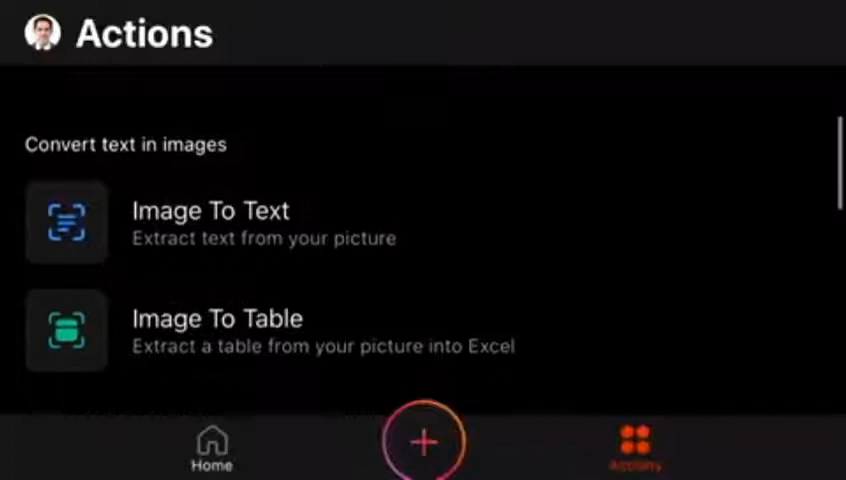 Actions
Convert text in images
Image To Text
Extract text from your picture
Image To Table
Extract a table from your picture into Excel
Home
Actions